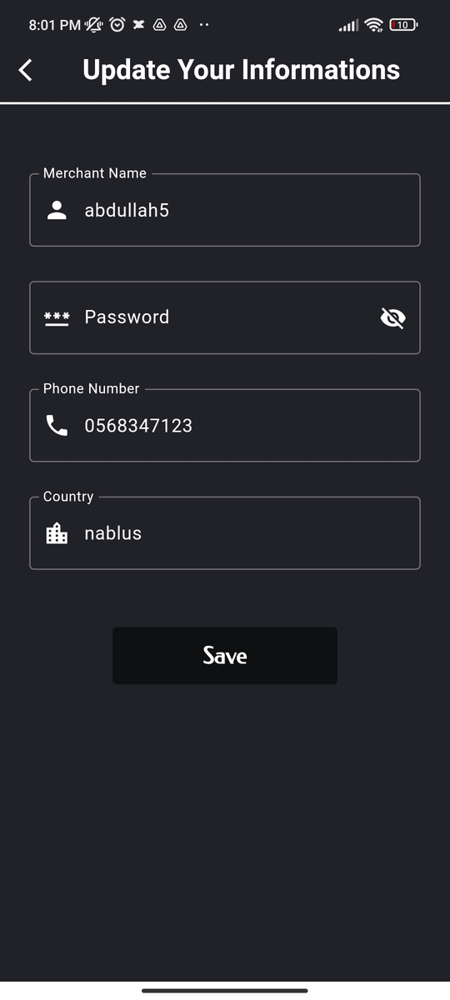 8:01 PM 10
Update Your Informations
Merchant Name
abdullah5
*** Password
Phone Number
0568347123
Country
nablus
Save